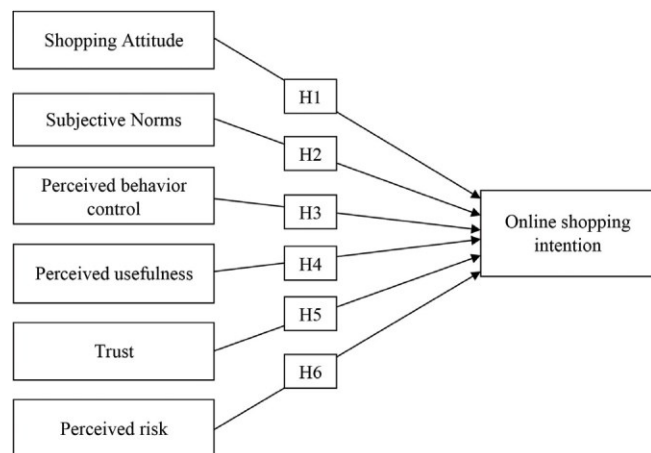 Shopping Attitude
H1
Subjective Norms
H2
Perceived behavior
control
H3
Perceived usefulness
H4
Trust
H5
Perceived risk
H6
Online shopping
intention